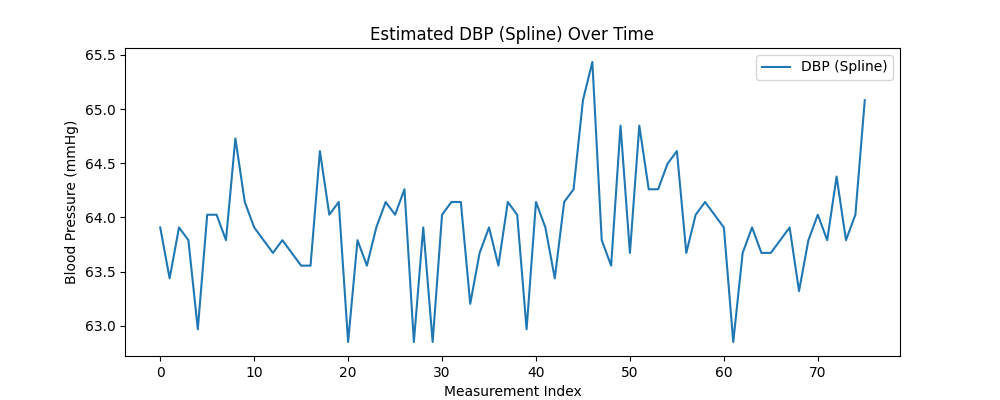 Estimated DBP (Spline) Over Time
DBP (Spline)
Blood Pressure (mmHg)
65.5
65.0
64.5
64.0
63.5
63.0
0 10 20 30 40 50 60 70
Measurement Index